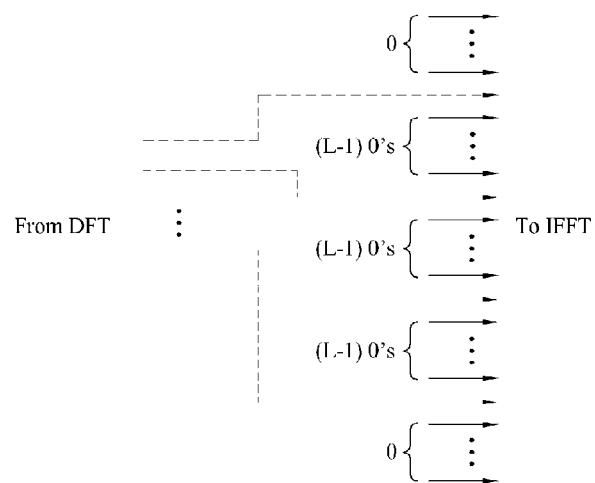 0
(L-1) 0's
From DFT
(L-1) 0's
To IFFT
(L-1) 0's
0